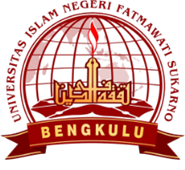 UNIVERSITAS ISLAM NEGERI FATMAWATI SUKARNO
BENGKULU